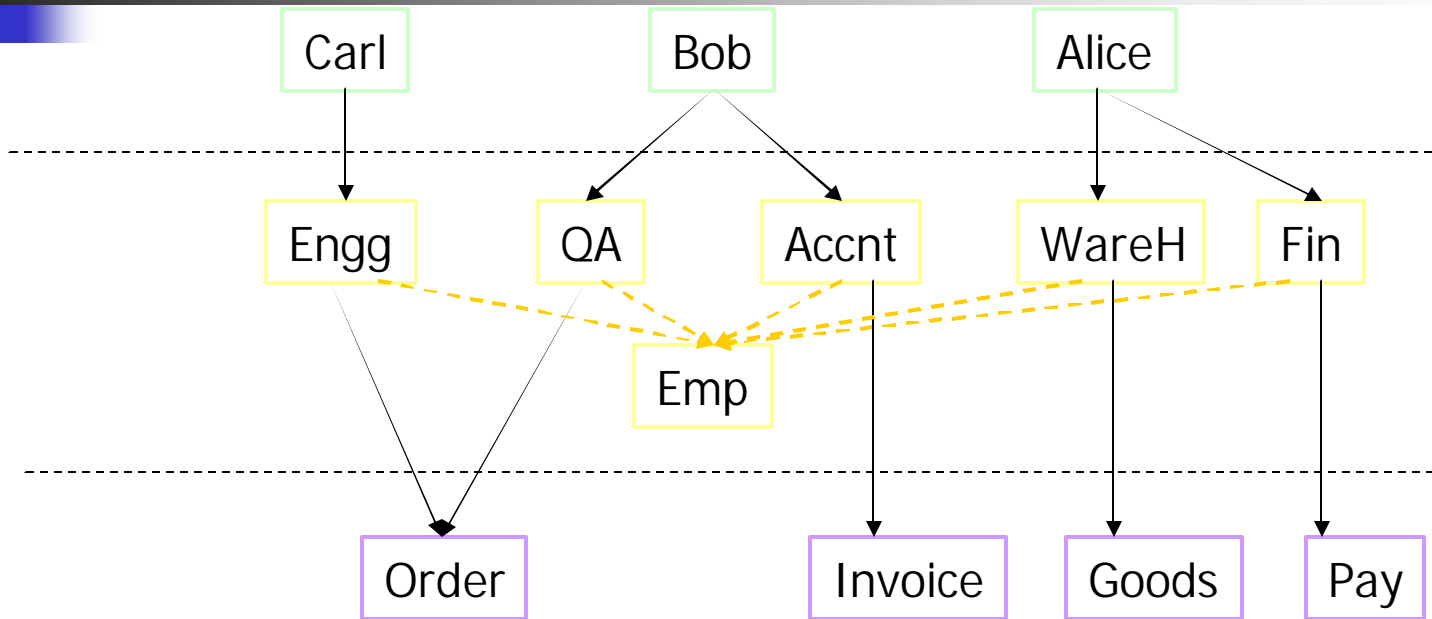 Carl Bob Alice
Engg QA Accnt WareH Fin
Emp
Order Invoice Goods Pay